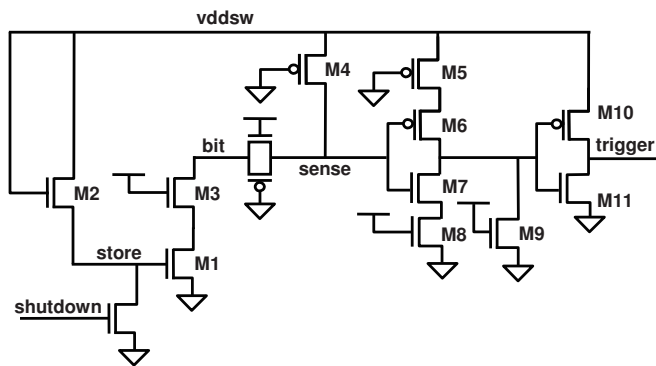 vddsw
M4
M5
M10
M6
bit
trigger
sense
M2
M3
M7
M11
M8
M9
store
M1
shutdown